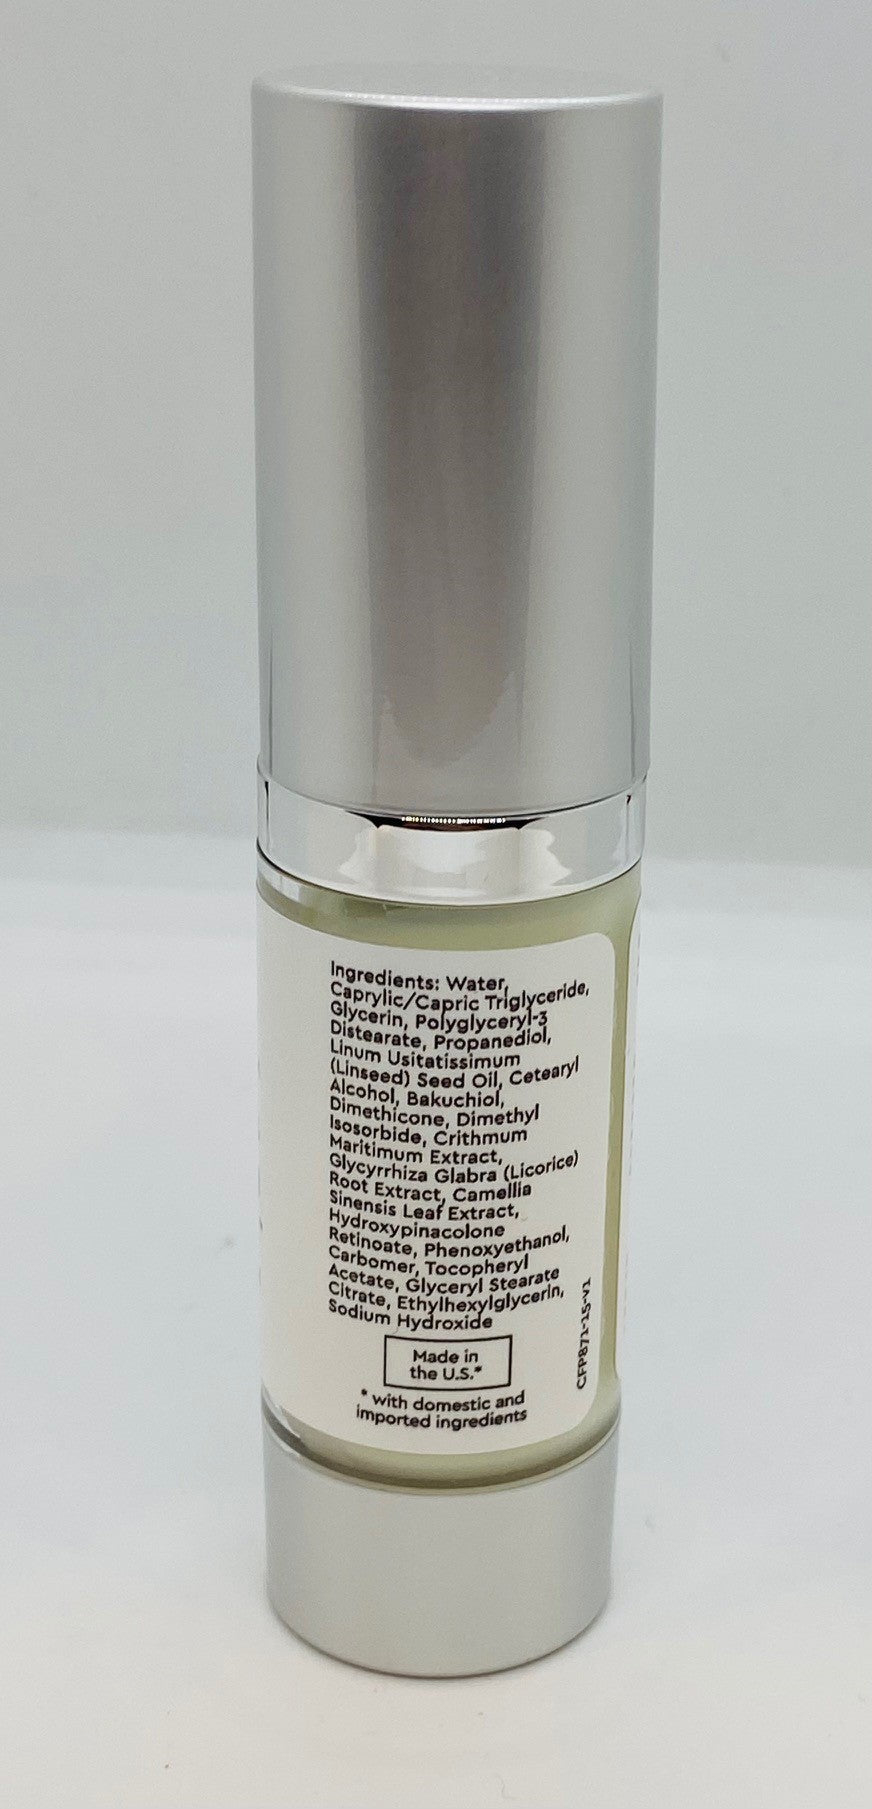 Ingredients: Water,
Caprylic/Capric Triglyceride,
Glycerin, Polyglyceryl-3
Distearate, Propanediol,
Linum Usitatissimum
(Linseed) Seed Oil, Cetearyl
Alcohol, Bakuchiol,
Dimethicone, Dimethyl
Isosorbide, Crithmum
Maritimum Extract,
Glycyrrhiza Glabra (Licorice)
Root Extract, Camellia
Sinensis Leaf Extract,
Hydroxypinacolone
Retinoate, Phenoxyethanol,
Carbomer, Tocopheryl
Acetate, Glyceryl Stearate
Citrate, Ethylhexylglycerin,
Sodium Hydroxide
Made in
the U.S.*
* with domestic and
imported ingredients
CFP871-15-V1